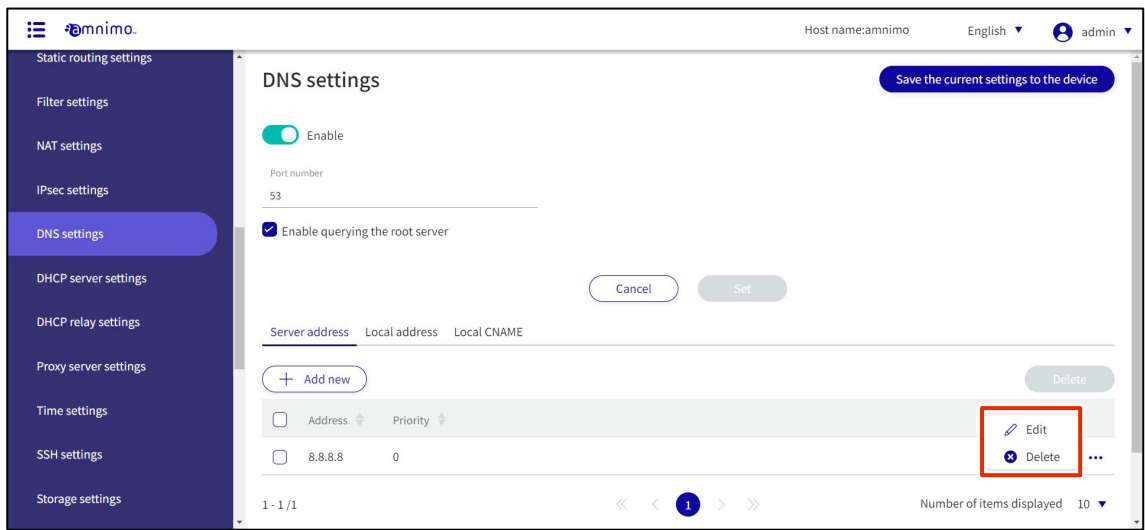 amnimo
Host name:amnimo
English
admin
Static routing settings
Filter settings
NAT settings
IPsec settings
DNS settings
DHCP server settings
DHCP relay settings
Proxy server settings
Time settings
SSH settings
Storage settings
DNS settings
Save the current settings to the device
Enable
Port number
53
Enable querying the root server
Cancel
Set
Server address
Local address
Local CNAME
Add new
Delete
Address
Priority
Edit
8.8.8.8
0
Delete
1 - 1 /1
1
Number of items displayed
10